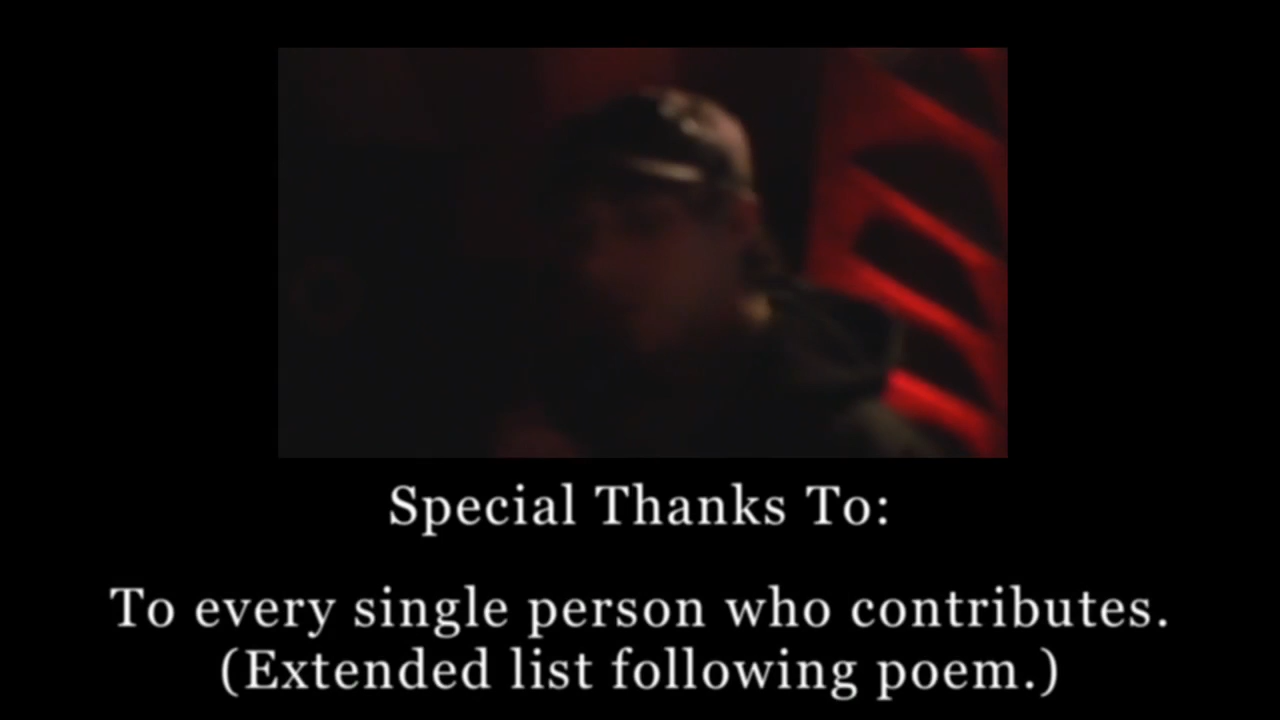 Special Thanks To:
To every single person who contributes.
(Extended list following poem.)